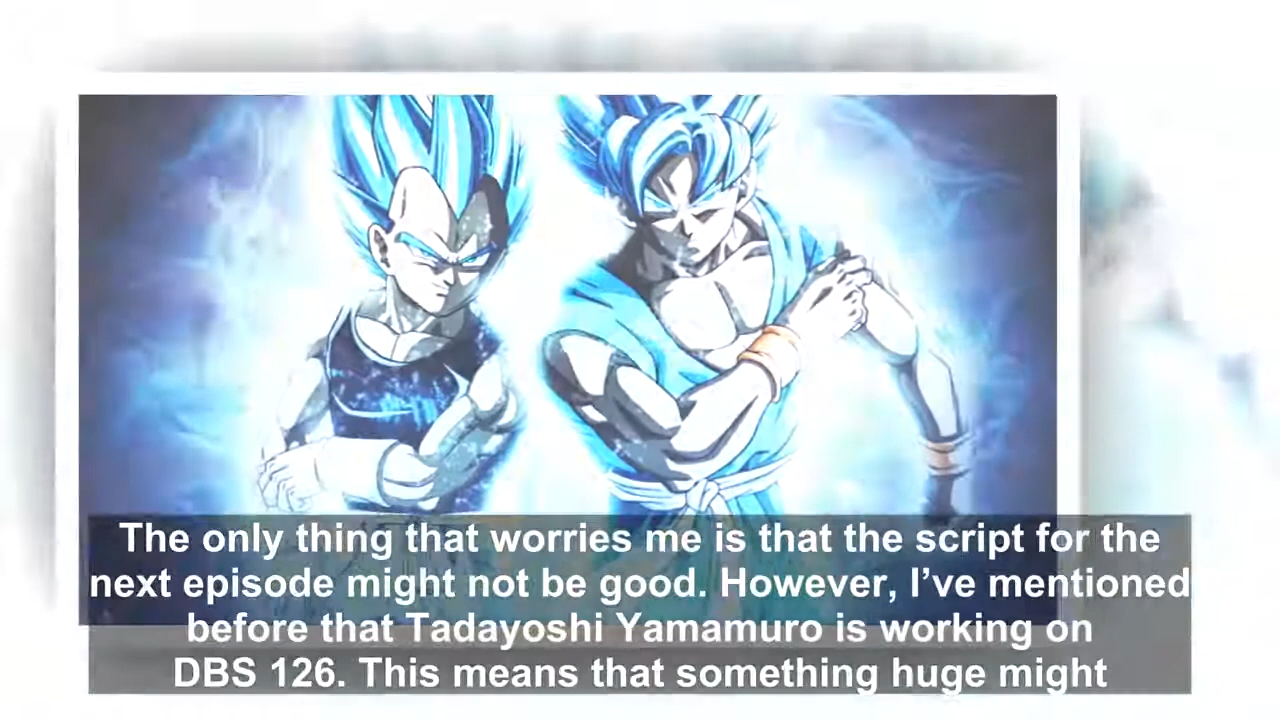 The only thing that worries me is that the script for the
next episode might not be good. However, I’ve mentioned
before that Tadayoshi Yamamuro is working on
DBS 126. This means that something huge might